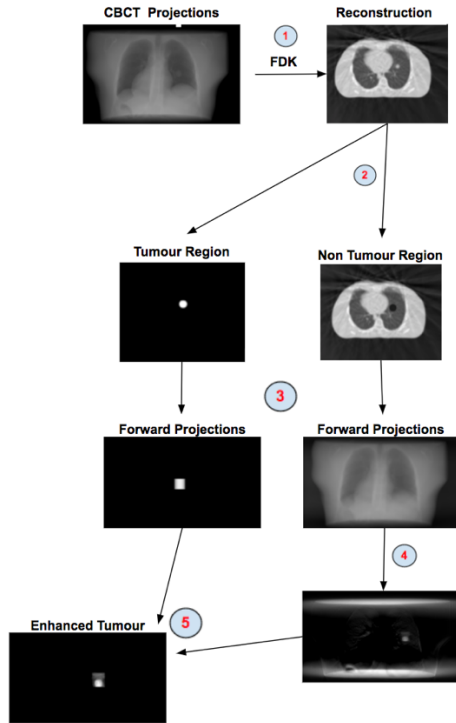 CBCT Projections
Reconstruction
1
FDK
2
Tumour Region
Non Tumour Region
3
Forward Projections
Forward Projections
4
5
Enhanced Tumour